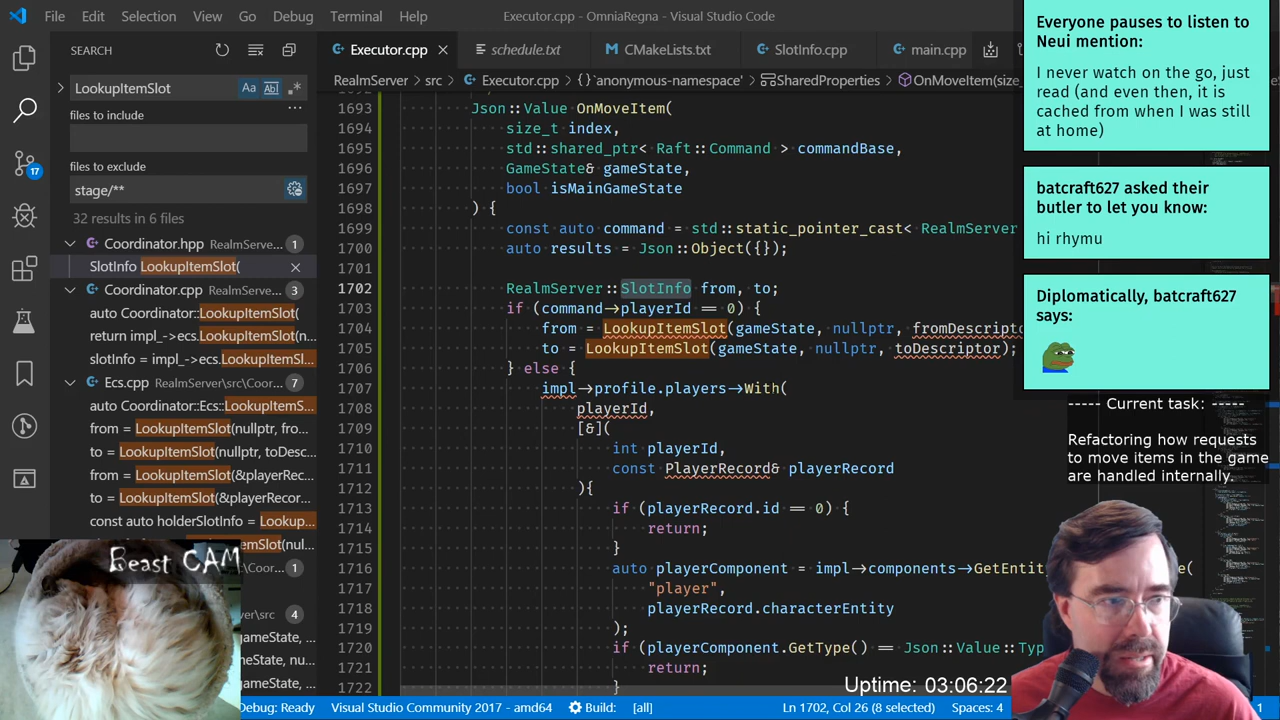 File Edit Selection View Go Debug Terminal Help
Executor.cpp - OmniaRegna - Visual Studio Code
SEARCH
LookupItemSlot
Aa Abl .*
files to include
files to exclude
stage/**
32 results in 6 files
17
Coordinator.hpp RealmServe... 1
SlotInfo LookupItemSlot(
Coordinator.cpp RealmServe... 3
auto Coordinator::LookupItemSlot(
return impl_->ecs.LookupItemSlot(n
slotInfo = impl_->ecs.LookupItemSl...
Ecs.cpp RealmServer\src\Coor... 7
auto Coordinator::Ecs::LookupItemS...
from = LookupItemSlot(nullptr, fro...
to = LookupItemSlot(nullptr, toDesc...
from = LookupItemSlot(&playerRec...
to = LookupItemSlot(&playerRecor...
const auto holderSlotInfo = Lookup...
Executor.cpp schedule.txt CMakeLists.txt SlotInfo.cpp main.cpp
RealmServer > src > Executor.cpp > {} `anonymous-namespace' > SharedProperties > OnMoveItem(size_
1693 Json::Value OnMoveItem(
1694 size_t index,
1695 std::shared_ptr< Raft::Command > commandBase,
1696 GameState& gameState,
1697 bool isMainGameState
1698 ) {
1699 const auto command = std::static_pointer_cast< RealmServer
1700 auto results = Json::Object({});
1701
1702 RealmServer::SlotInfo from, to;
1703 if (command->playerId == 0) {
1704 from = LookupItemSlot(gameState, nullptr, fromDescripto
1705 to = LookupItemSlot(gameState, nullptr, toDescriptor);
1706 } else {
1707 impl->profile.players->With(
1708 playerId,
1709 [&](
1710 int playerId,
1711 const PlayerRecord& playerRecord
1712 ){
1713 if (playerRecord.id == 0) {
1714 return;
1715 }
1716 auto playerComponent = impl->components->GetEntit
1717 "player",
1718 playerRecord.characterEntity
1719 );
1720 if (playerComponent.GetType() == Json::Value::Typ
1721 return;
1722 }
Everyone pauses to listen to
Neui mention:
I never watch on the go, just
read (and even then, it is
cached from when I was still
at home)
batcraft627 asked their
butler to let you know:
hi rhymu
Diplomatically, batcraft627
says:
----- Current task: -----
Refactoring how requests
to move items in the game
are handled internally.
Beast CAM
Uptime: 03:06:22
Debug: Ready Visual Studio Community 2017 - amd64 Build: [all] Ln 1702, Col 26 (8 selected) Spaces: 4